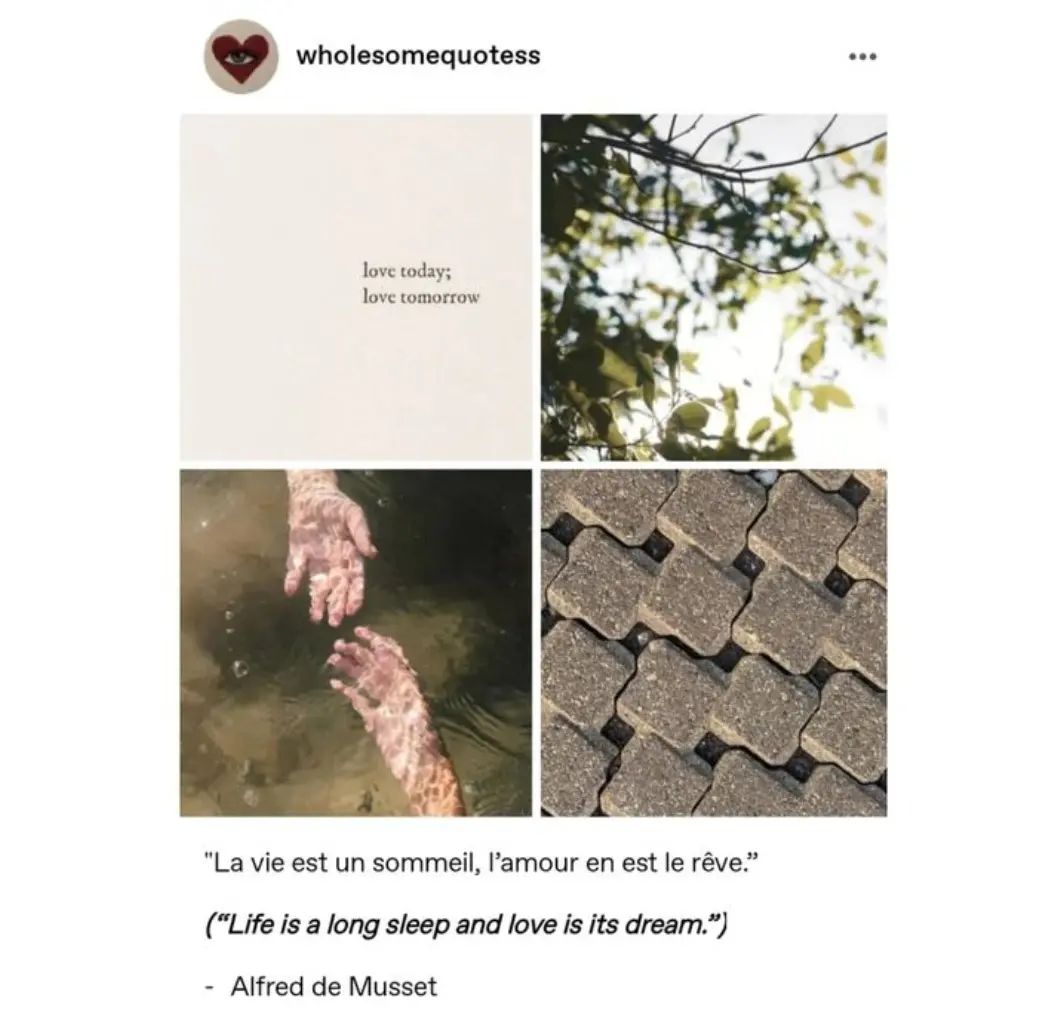 wholesomequotess
love today;
love tomorrow
"La vie est un sommeil, l’amour en est le rêve.”
(“Life is a long sleep and love is its dream.”)
- Alfred de Musset